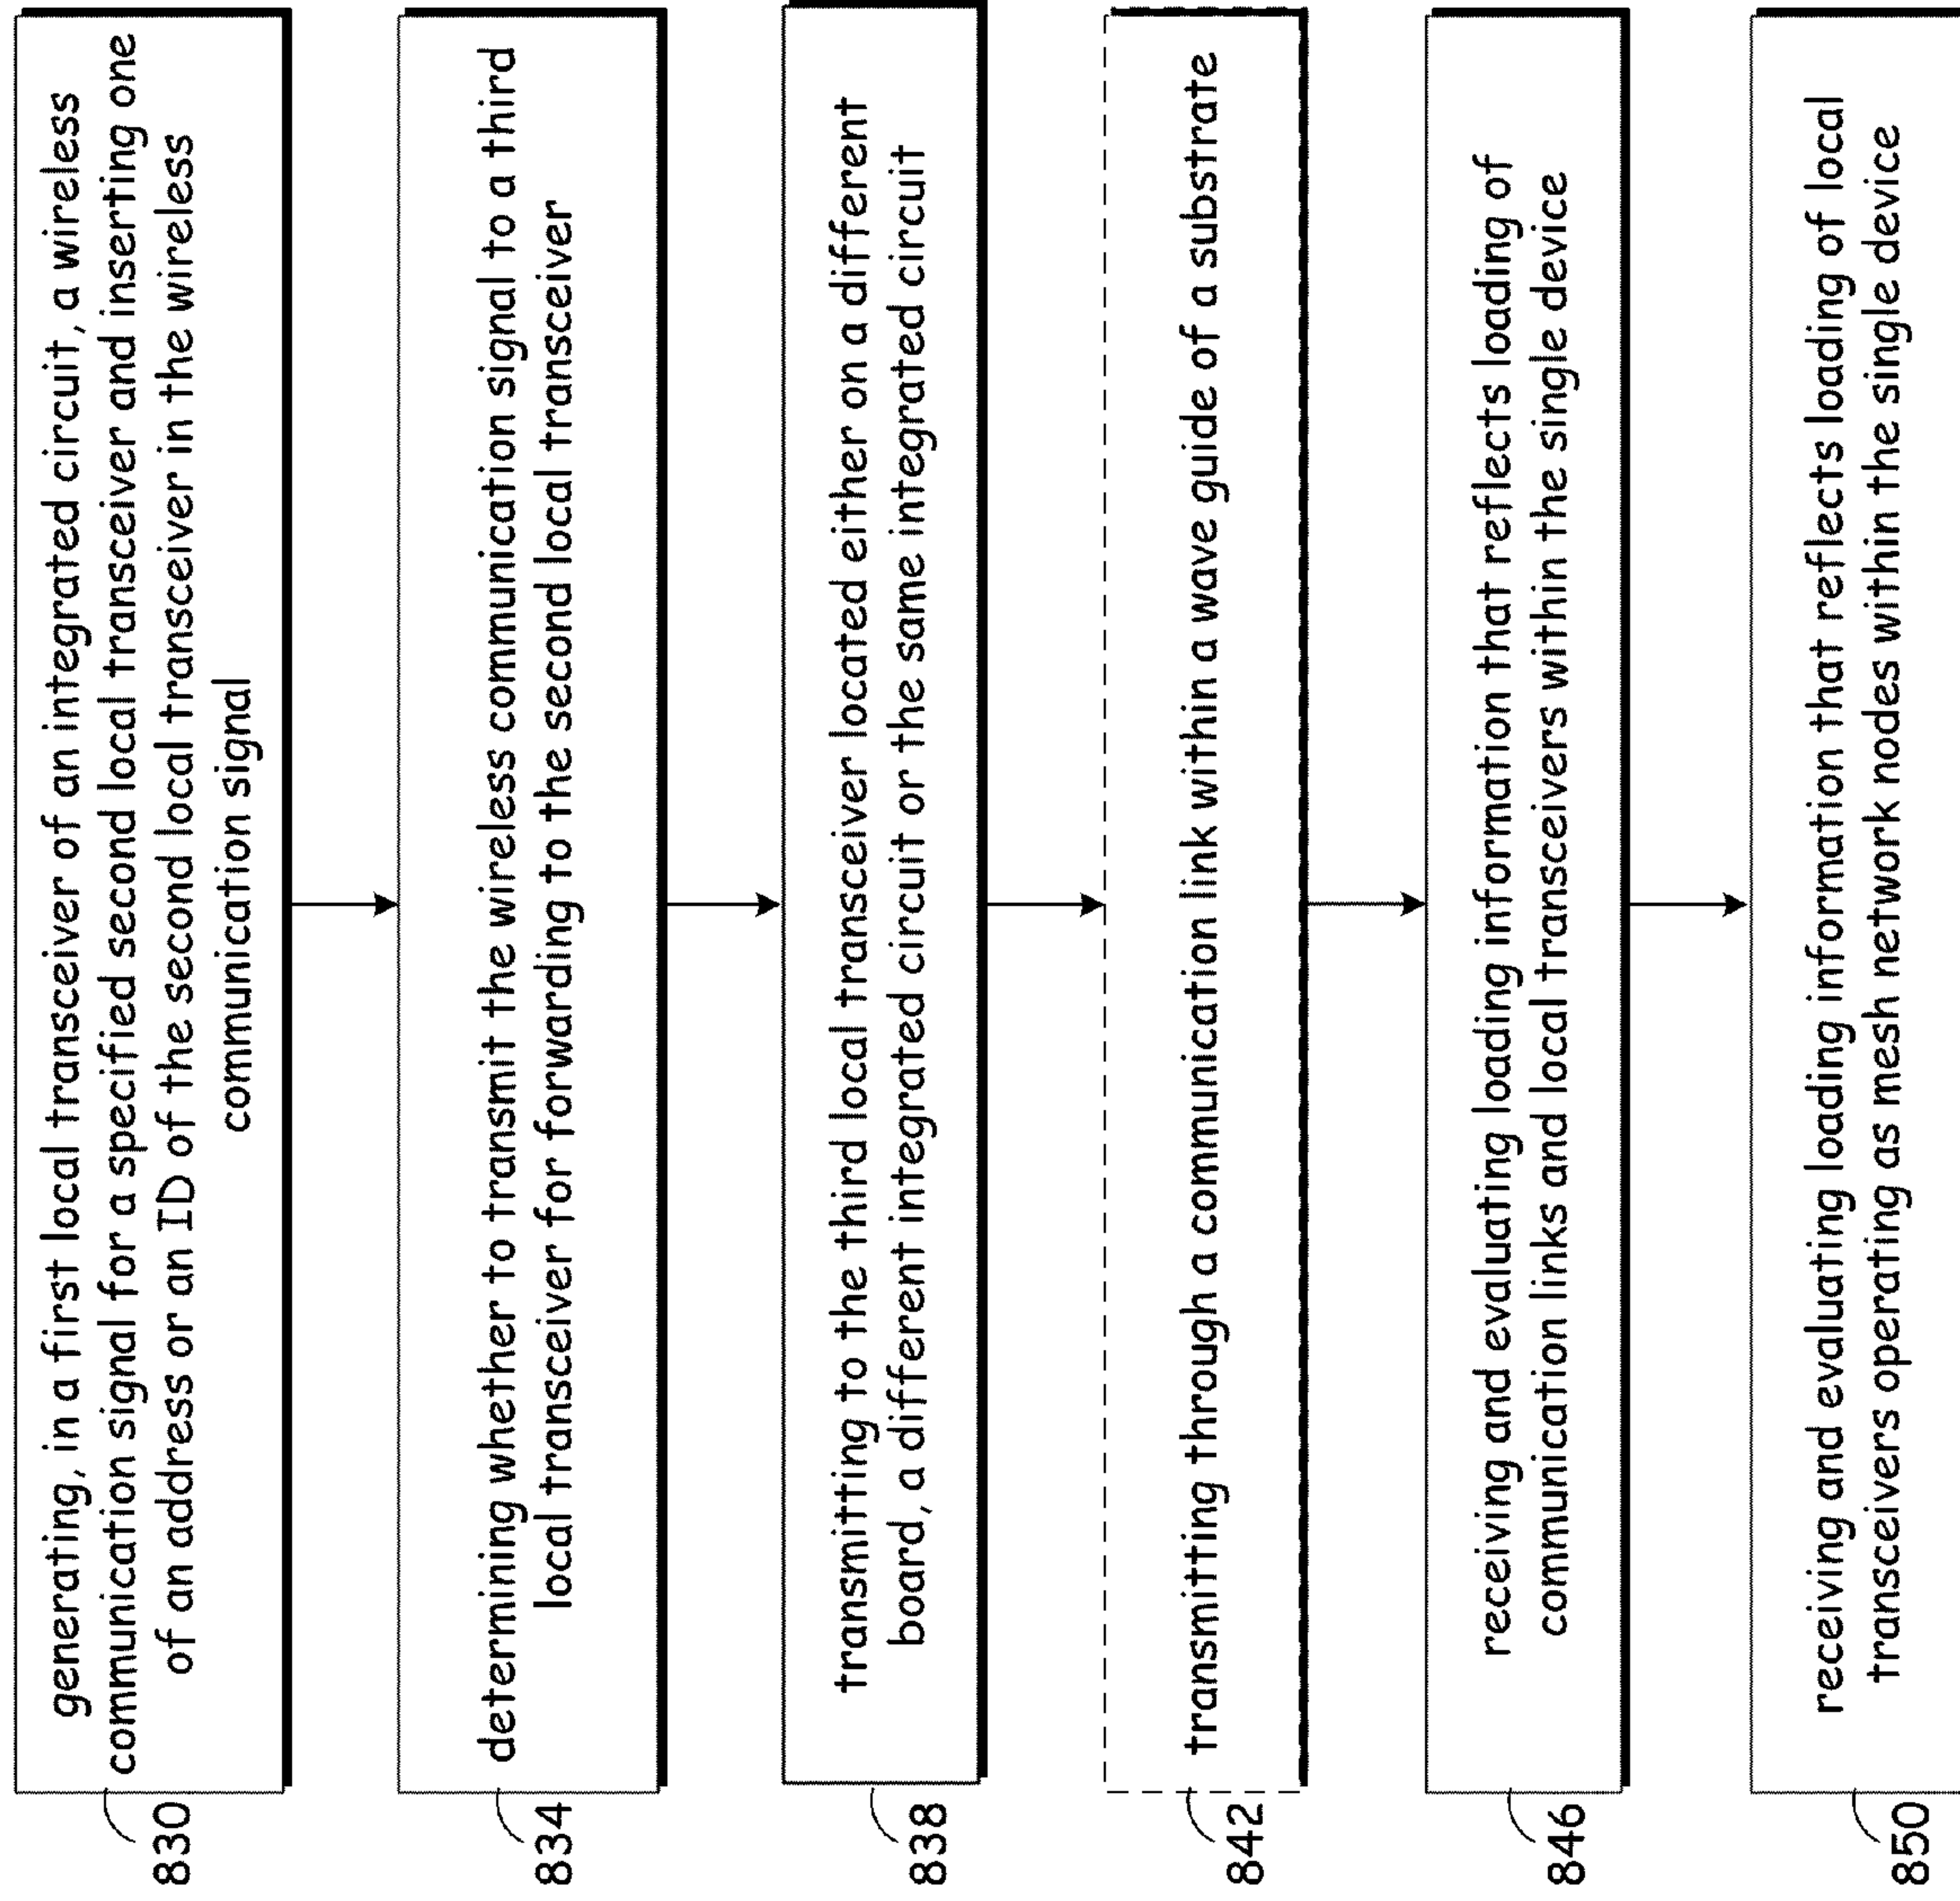 generating, in a first local transceiver of an integrated circuit, a wireless
communication signal for a specified second local transceiver and inserting one
of an address or an ID of the second local transceiver in the wireless
communication signal
830
determining whether to transmit the wireless communication signal to a third
local transceiver for forwarding to the second local transceiver
834
transmitting to the third local transceiver located either on a different
board, a different integrated circuit or the same integrated circuit
838
transmitting through a communication link within a wave guide of a substrate
842
receiving and evaluating loading information that reflects loading of
communication links and local transceivers within the single device
846
receiving and evaluating loading information that reflects loading of local
transceivers operating as mesh network nodes within the single device
850